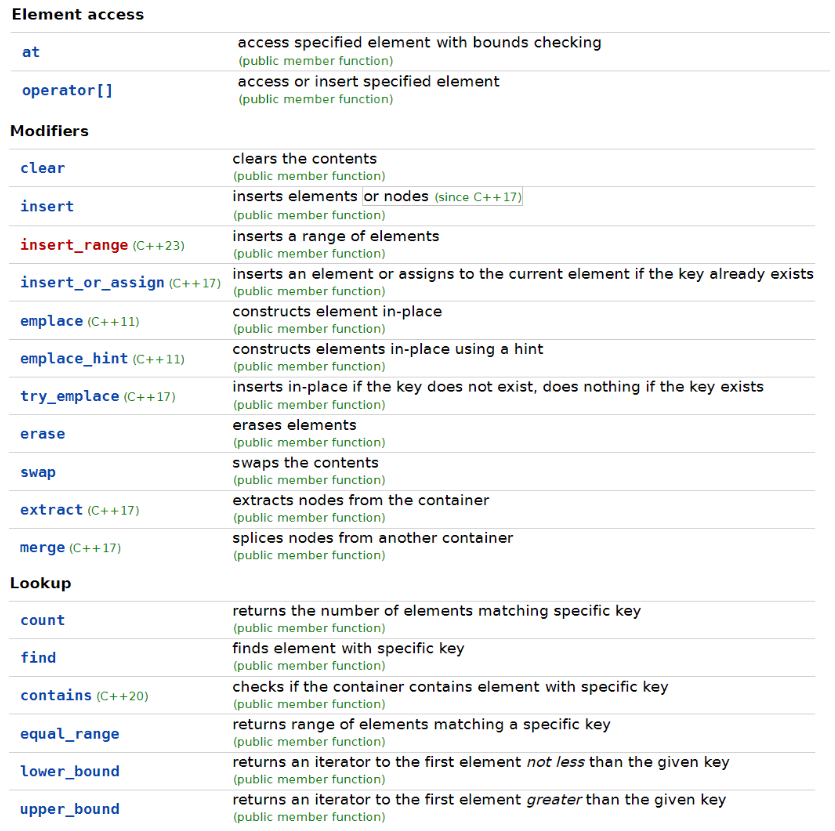 Element access
at
access specified element with bounds checking
(public member function)
operator[]
access or insert specified element
(public member function)
Modifiers
clear
clears the contents
(public member function)
insert
inserts elements or nodes (since C++17)
(public member function)
insert_range (C++23)
inserts a range of elements
(public member function)
insert_or_assign (C++17)
inserts an element or assigns to the current element if the key already exists
(public member function)
emplace (C++11)
constructs element in-place
(public member function)
emplace_hint (C++11)
constructs elements in-place using a hint
(public member function)
try_emplace (C++17)
inserts in-place if the key does not exist, does nothing if the key exists
(public member function)
erase
erases elements
(public member function)
swap
swaps the contents
(public member function)
extract (C++17)
extracts nodes from the container
(public member function)
merge (C++17)
splices nodes from another container
(public member function)
Lookup
count
returns the number of elements matching specific key
(public member function)
find
finds element with specific key
(public member function)
contains (C++20)
checks if the container contains element with specific key
(public member function)
equal_range
returns range of elements matching a specific key
(public member function)
lower_bound
returns an iterator to the first element not less than the given key
(public member function)
upper_bound
returns an iterator to the first element greater than the given key
(public member function)